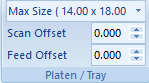 Max Size ( 14.00 x 18.00
Scan Offset 0.000
Feed Offset 0.000
Platen / Tray